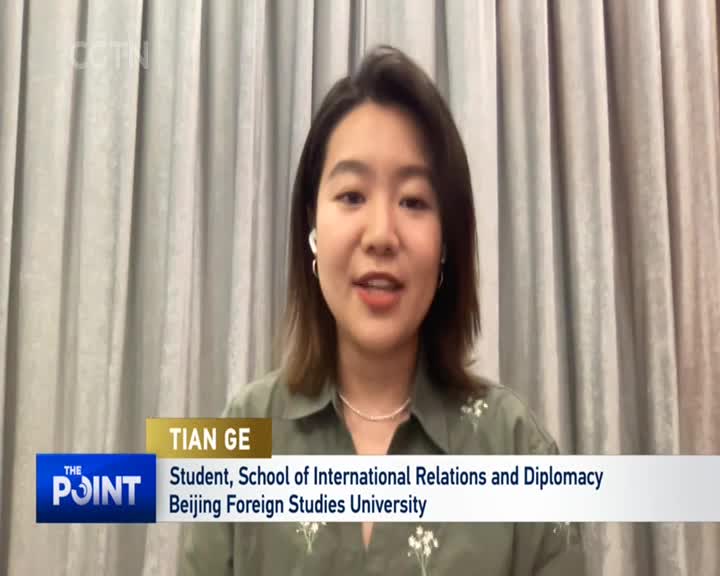 CGTN
TIAN GE
THE POINT
Student, School of International Relations and Diplomacy
Beijing Foreign Studies University